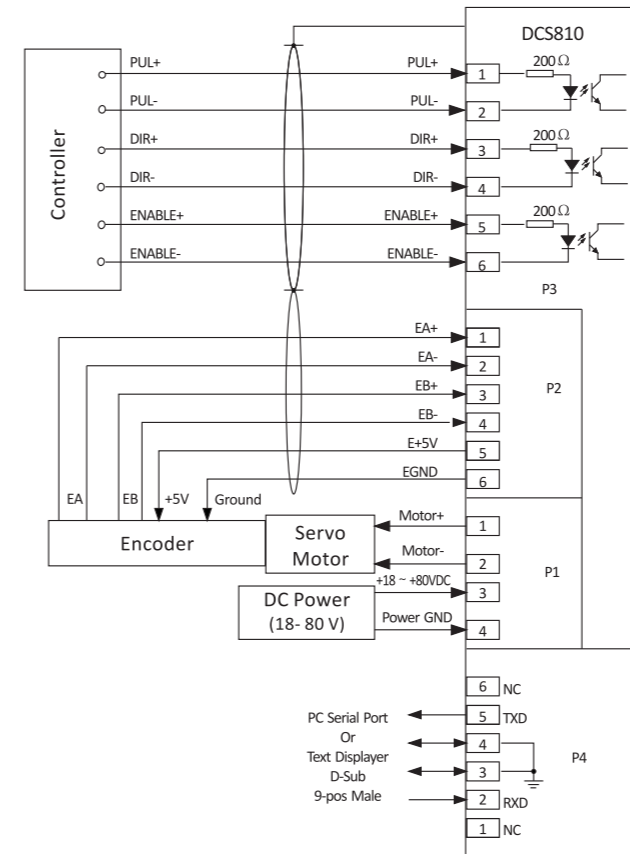 DCS810
Controller
PUL+ PUL+ 1 200Ω
PUL- PUL- 2
DIR+ DIR+ 3 200Ω
DIR- DIR- 4
ENABLE+ ENABLE+ 5 200Ω
ENABLE- ENABLE- 6
P3
EA+ 1
EA- 2
EB+ 3
EB- 4
E+5V 5
EGND 6
P2
EA EB +5V Ground
Encoder
Servo
Motor
Motor+ 1
Motor- 2
+18 ~ +80VDC 3
Power GND 4
P1
DC Power
(18- 80 V)
6 NC
5 TXD
4
3
2 RXD
1 NC
P4
PC Serial Port
Or
Text Displayer
D-Sub
9-pos Male